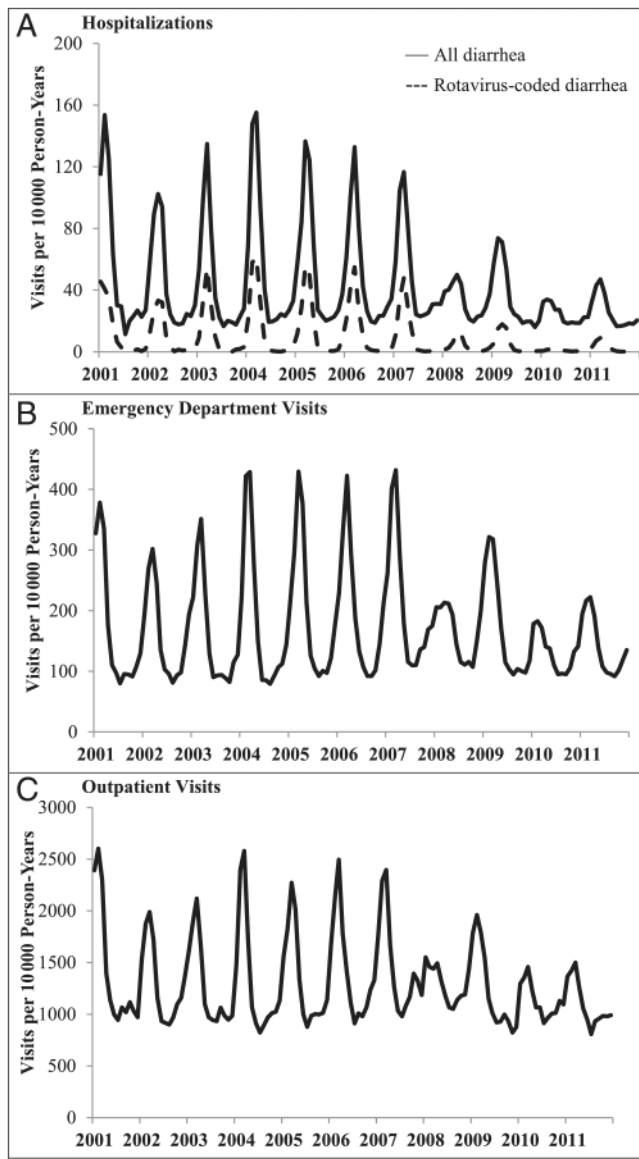 A
Hospitalizations
200
160
120
80
40
0
Visits per 10 000 Person-Years
All diarrhea
Rotavirus-coded diarrhea
2001 2002 2003 2004 2005 2006 2007 2008 2009 2010 2011
B
Emergency Department Visits
500
400
300
200
100
0
Visits per 10 000 Person-Years
2001 2002 2003 2004 2005 2006 2007 2008 2009 2010 2011
C
Outpatient Visits
3000
2500
2000
1500
1000
500
0
Visits per 10 000 Person-Years
2001 2002 2003 2004 2005 2006 2007 2008 2009 2010 2011